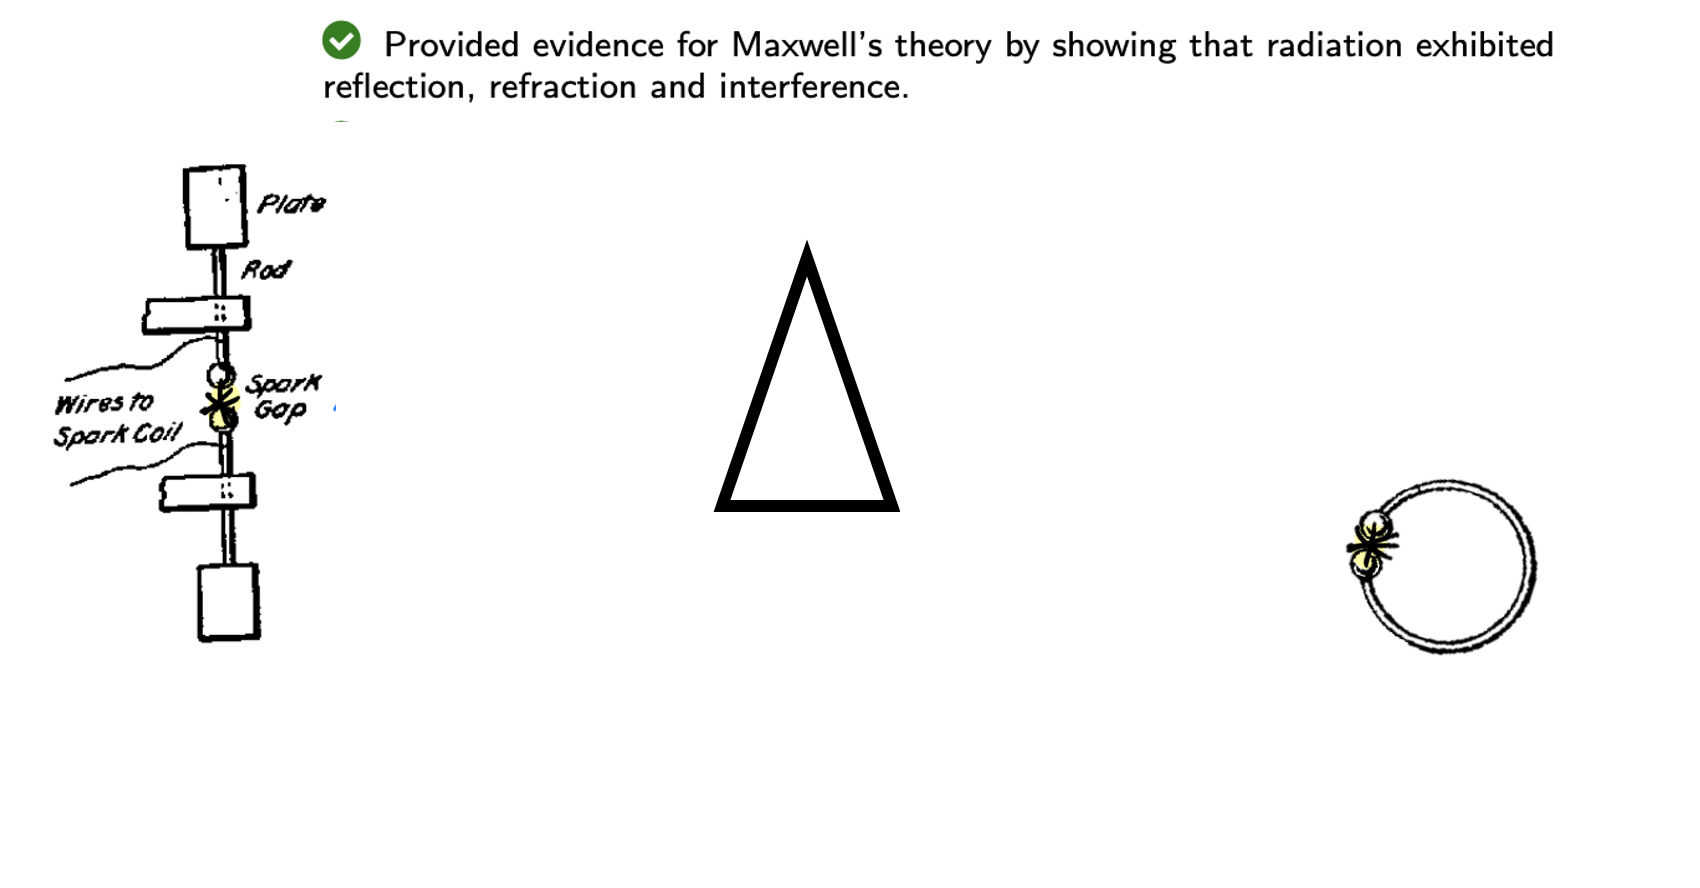 Provided evidence for Maxwell's theory by showing that radiation exhibited
reflection, refraction and interference.
Plate
Rod
Spark
Gap
Wires to
Spark Coil